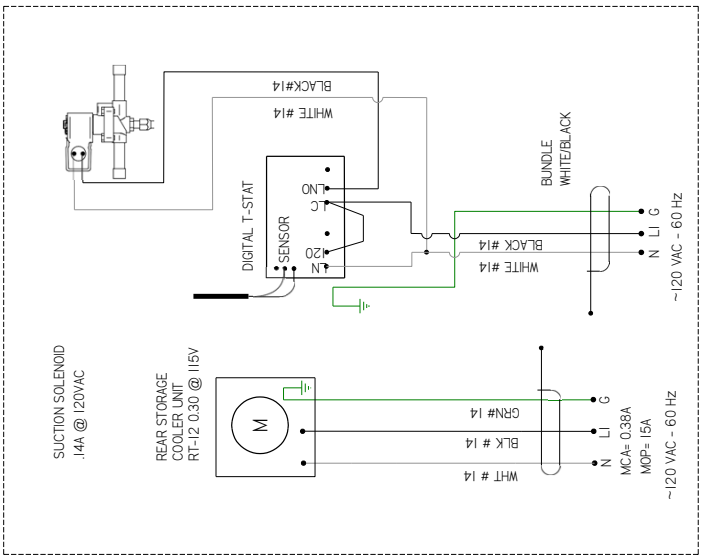 BLACK#14
WHITE #14
BUNDLE
WHITE/BLACK
DIGITAL T-STAT
SENSOR
LNO
LC
120
LN
BLACK #14
WHITE #14
G
L1
N
~120 VAC - 60 Hz
SUCTION SOLENOID
.14A @ 120VAC
REAR STORAGE
COOLER UNIT
RT-12 0.30 @ 115V
M
GRN# 14
BLK # 14
WHT # 14
G
L1
N
MCA= 0.38A
MOP= 15A
~120 VAC - 60 Hz